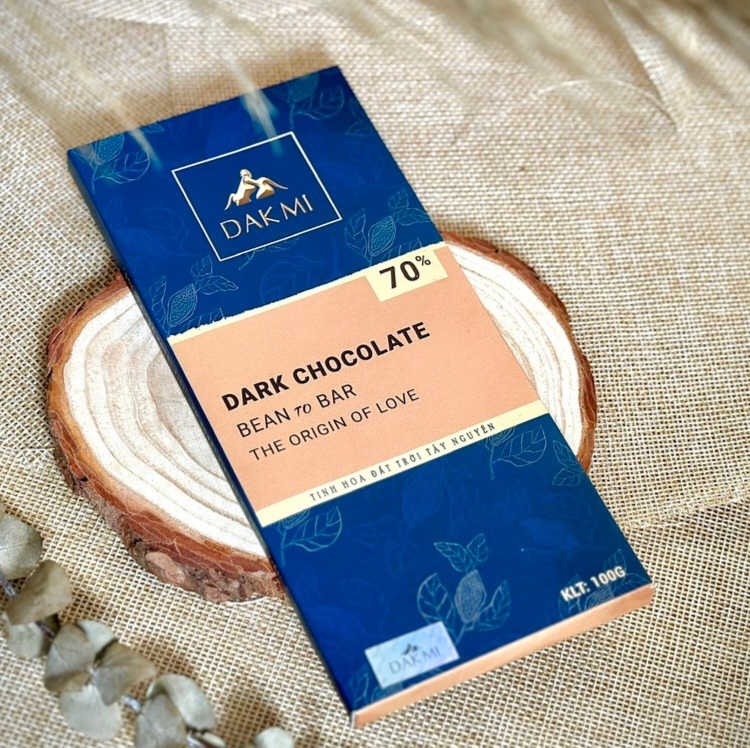 DAK MI
70%
DARK CHOCOLATE
BEAN TO BAR
THE ORIGIN OF LOVE
TINH HOA ĐẤT TRỜI TÂY NGUYÊN
KLT: 100G
DAK MI